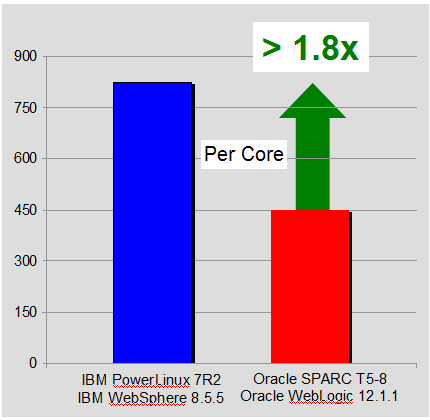 > 1.8x
900
750
600
450
300
150
0
Per Core
IBM PowerLinux 7R2
IBM WebSphere 8.5.5
Oracle SPARC T5-8
Oracle WebLogic 12.1.1